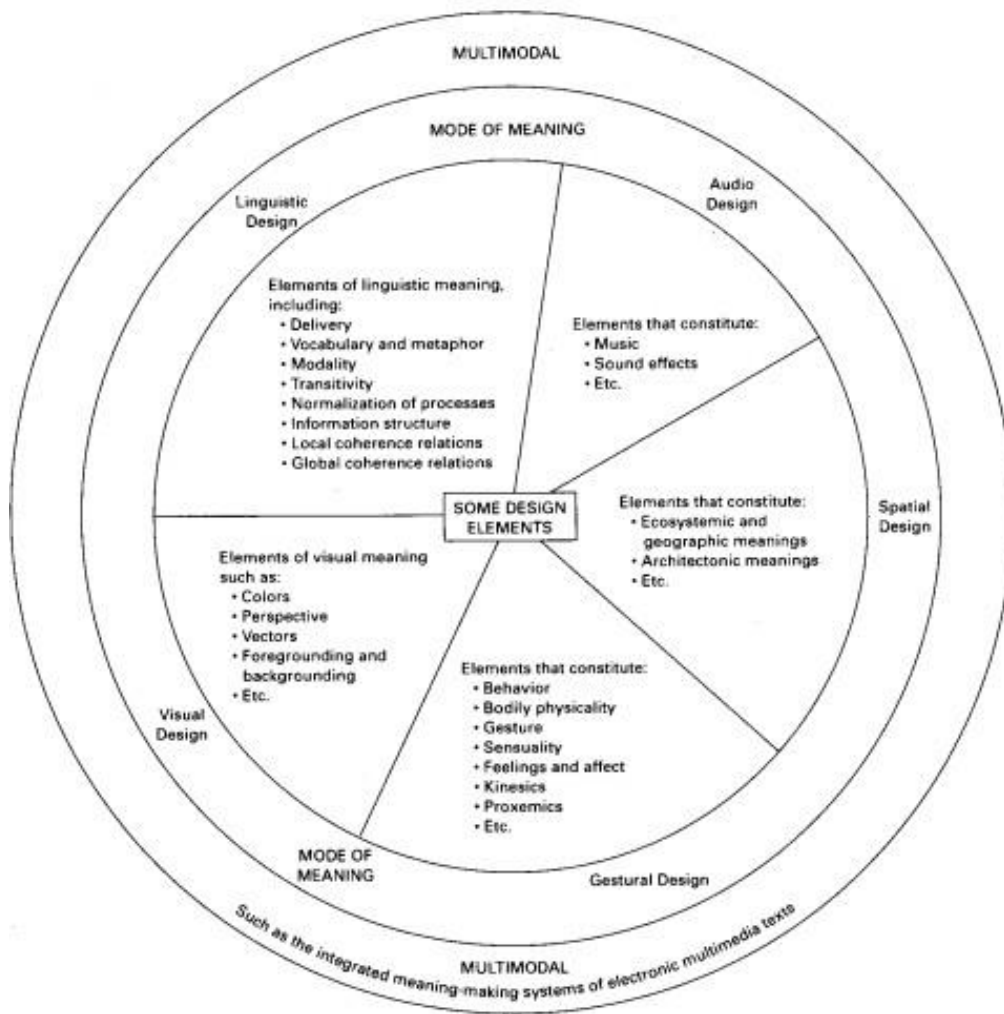 MULTIMODAL
MODE OF MEANING
Linguistic
Design
Audio
Design
Elements of linguistic meaning,
including:
• Delivery
• Vocabulary and metaphor
• Modality
• Transitivity
• Normalization of processes
• Information structure
• Local coherence relations
• Global coherence relations
Elements that constitute:
• Music
• Sound effects
• Etc.
SOME DESIGN
ELEMENTS
Elements that constitute:
• Ecosystemic and
geographic meanings
• Architectonic meanings
• Etc.
Spatial
Design
Elements of visual meaning
such as:
• Colors
• Perspective
• Vectors
• Foregrounding and
backgrounding
• Etc.
Visual
Design
Elements that constitute:
• Behavior
• Bodily physicality
• Gesture
• Sensuality
• Feelings and affect
• Kinesics
• Proxemics
• Etc.
MODE OF
MEANING
Gestural Design
MULTIMODAL
Such as the integrated meaning-making systems of electronic multimedia texts